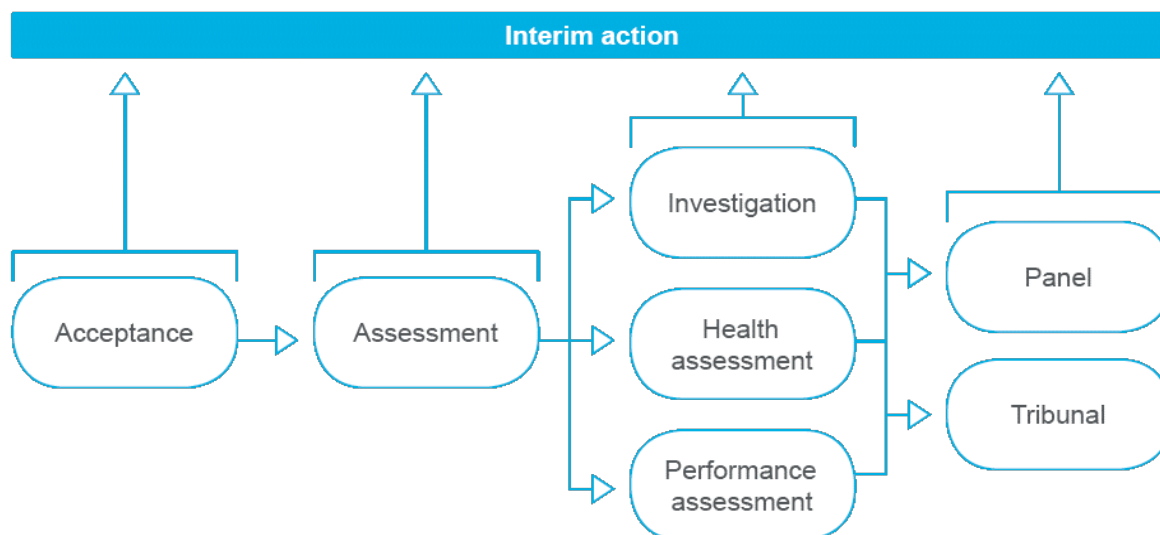 Interim action
Acceptance
Assessment
Investigation
Health
assessment
Performance
assessment
Panel
Tribunal